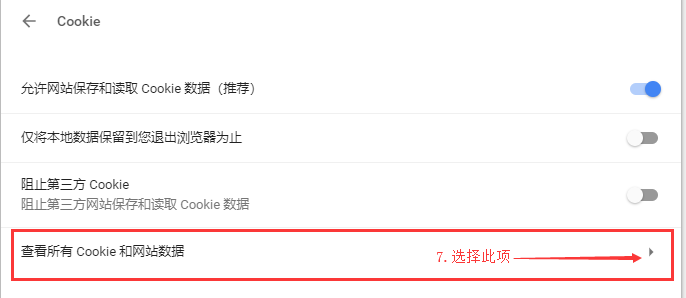 Cookie
允许网站保存和读取 Cookie 数据（推荐）
仅将本地数据保留到您退出浏览器为止
阻止第三方 Cookie
阻止第三方网站保存和读取 Cookie 数据
查看所有 Cookie 和网站数据
7.选择此项